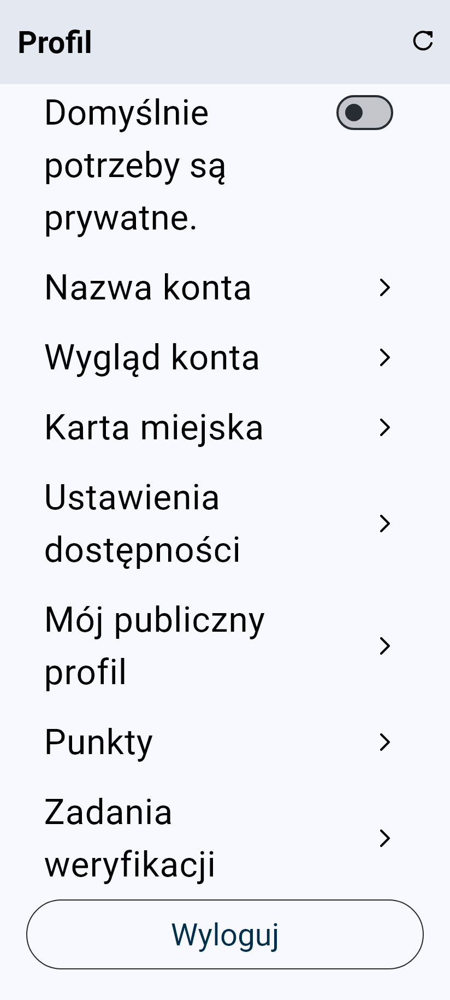 Profil
Domyślnie
potrzeby są
prywatne.
Nazwa konta
Wygląd konta
Karta miejska
Ustawienia
dostępności
Mój publiczny
profil
Punkty
Zadania
weryfikacji
Wyloguj